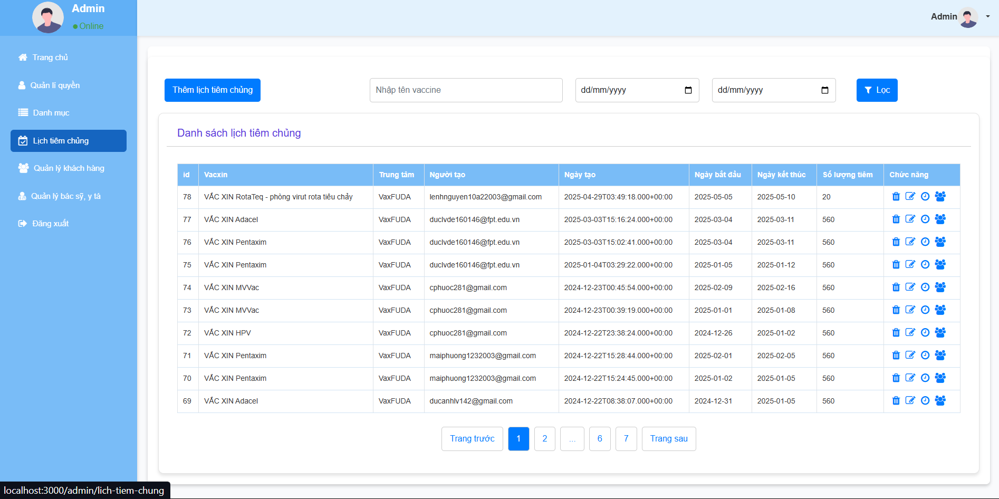 Admin
Online
Admin
Trang chủ
Quản lí quyền
Danh mục
Lịch tiêm chủng
Quản lý khách hàng
Quản lý bác sỹ, y tá
Đăng xuất
Thêm lịch tiêm chủng
Nhập tên vaccine
dd/mm/yyyy
dd/mm/yyyy
Lọc
Danh sách lịch tiêm chủng
id Vacxin Trung tâm Người tạo Ngày tạo Ngày bắt đầu Ngày kết thúc Số lượng tiêm Chức năng
78 VẮC XIN RotaTeq - phòng virut rota tiêu chảy VaxFUDA lenhnguyen10a22003@gmail.com 2025-04-29T03:49:18.000+00:00 2025-05-05 2025-05-10 20
77 VẮC XIN Adacel VaxFUDA duclvde160146@fpt.edu.vn 2025-03-03T15:16:24.000+00:00 2025-03-04 2025-03-11 560
76 VẮC XIN Pentaxim VaxFUDA duclvde160146@fpt.edu.vn 2025-03-03T15:02:41.000+00:00 2025-03-04 2025-03-11 560
75 VẮC XIN Pentaxim VaxFUDA duclvde160146@fpt.edu.vn 2025-01-04T03:29:22.000+00:00 2025-01-05 2025-01-12 560
74 VẮC XIN MVVac VaxFUDA cphuoc281@gmail.com 2024-12-23T00:45:54.000+00:00 2025-02-09 2025-02-16 560
73 VẮC XIN MVVac VaxFUDA cphuoc281@gmail.com 2024-12-23T00:39:19.000+00:00 2025-01-01 2025-01-08 560
72 VẮC XIN HPV VaxFUDA cphuoc281@gmail.com 2024-12-22T23:38:24.000+00:00 2024-12-26 2025-01-02 560
71 VẮC XIN Pentaxim VaxFUDA maiphuong1232003@gmail.com 2024-12-22T15:28:44.000+00:00 2025-02-01 2025-02-05 560
70 VẮC XIN Pentaxim VaxFUDA maiphuong1232003@gmail.com 2024-12-22T15:24:45.000+00:00 2025-01-02 2025-01-05 560
69 VẮC XIN Adacel VaxFUDA ducanhlv142@gmail.com 2024-12-22T08:38:07.000+00:00 2024-12-31 2025-01-05 560
Trang trước 1 2 ... 6 7 Trang sau
localhost:3000/admin/lich-tiem-chung